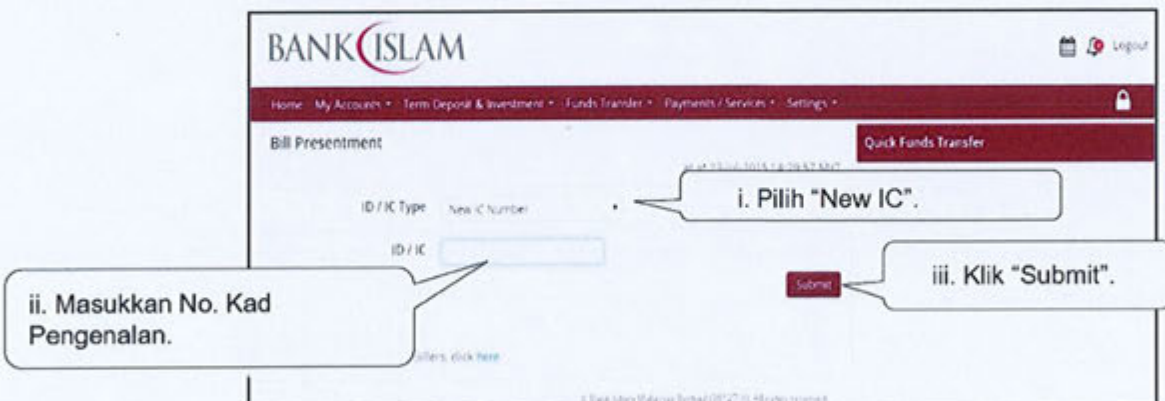 BANK ISLAM
Logout
Home My Accounts Term Deposit & Investment Funds Transfer Payments / Services Settings
Bill Presentment
Quick Funds Transfer
i. Pilih “New IC”.
ID / IC Type New IC Number
ID / IC
ii. Masukkan No. Kad
Pengenalan.
Submit
iii. Klik “Submit”.
click here